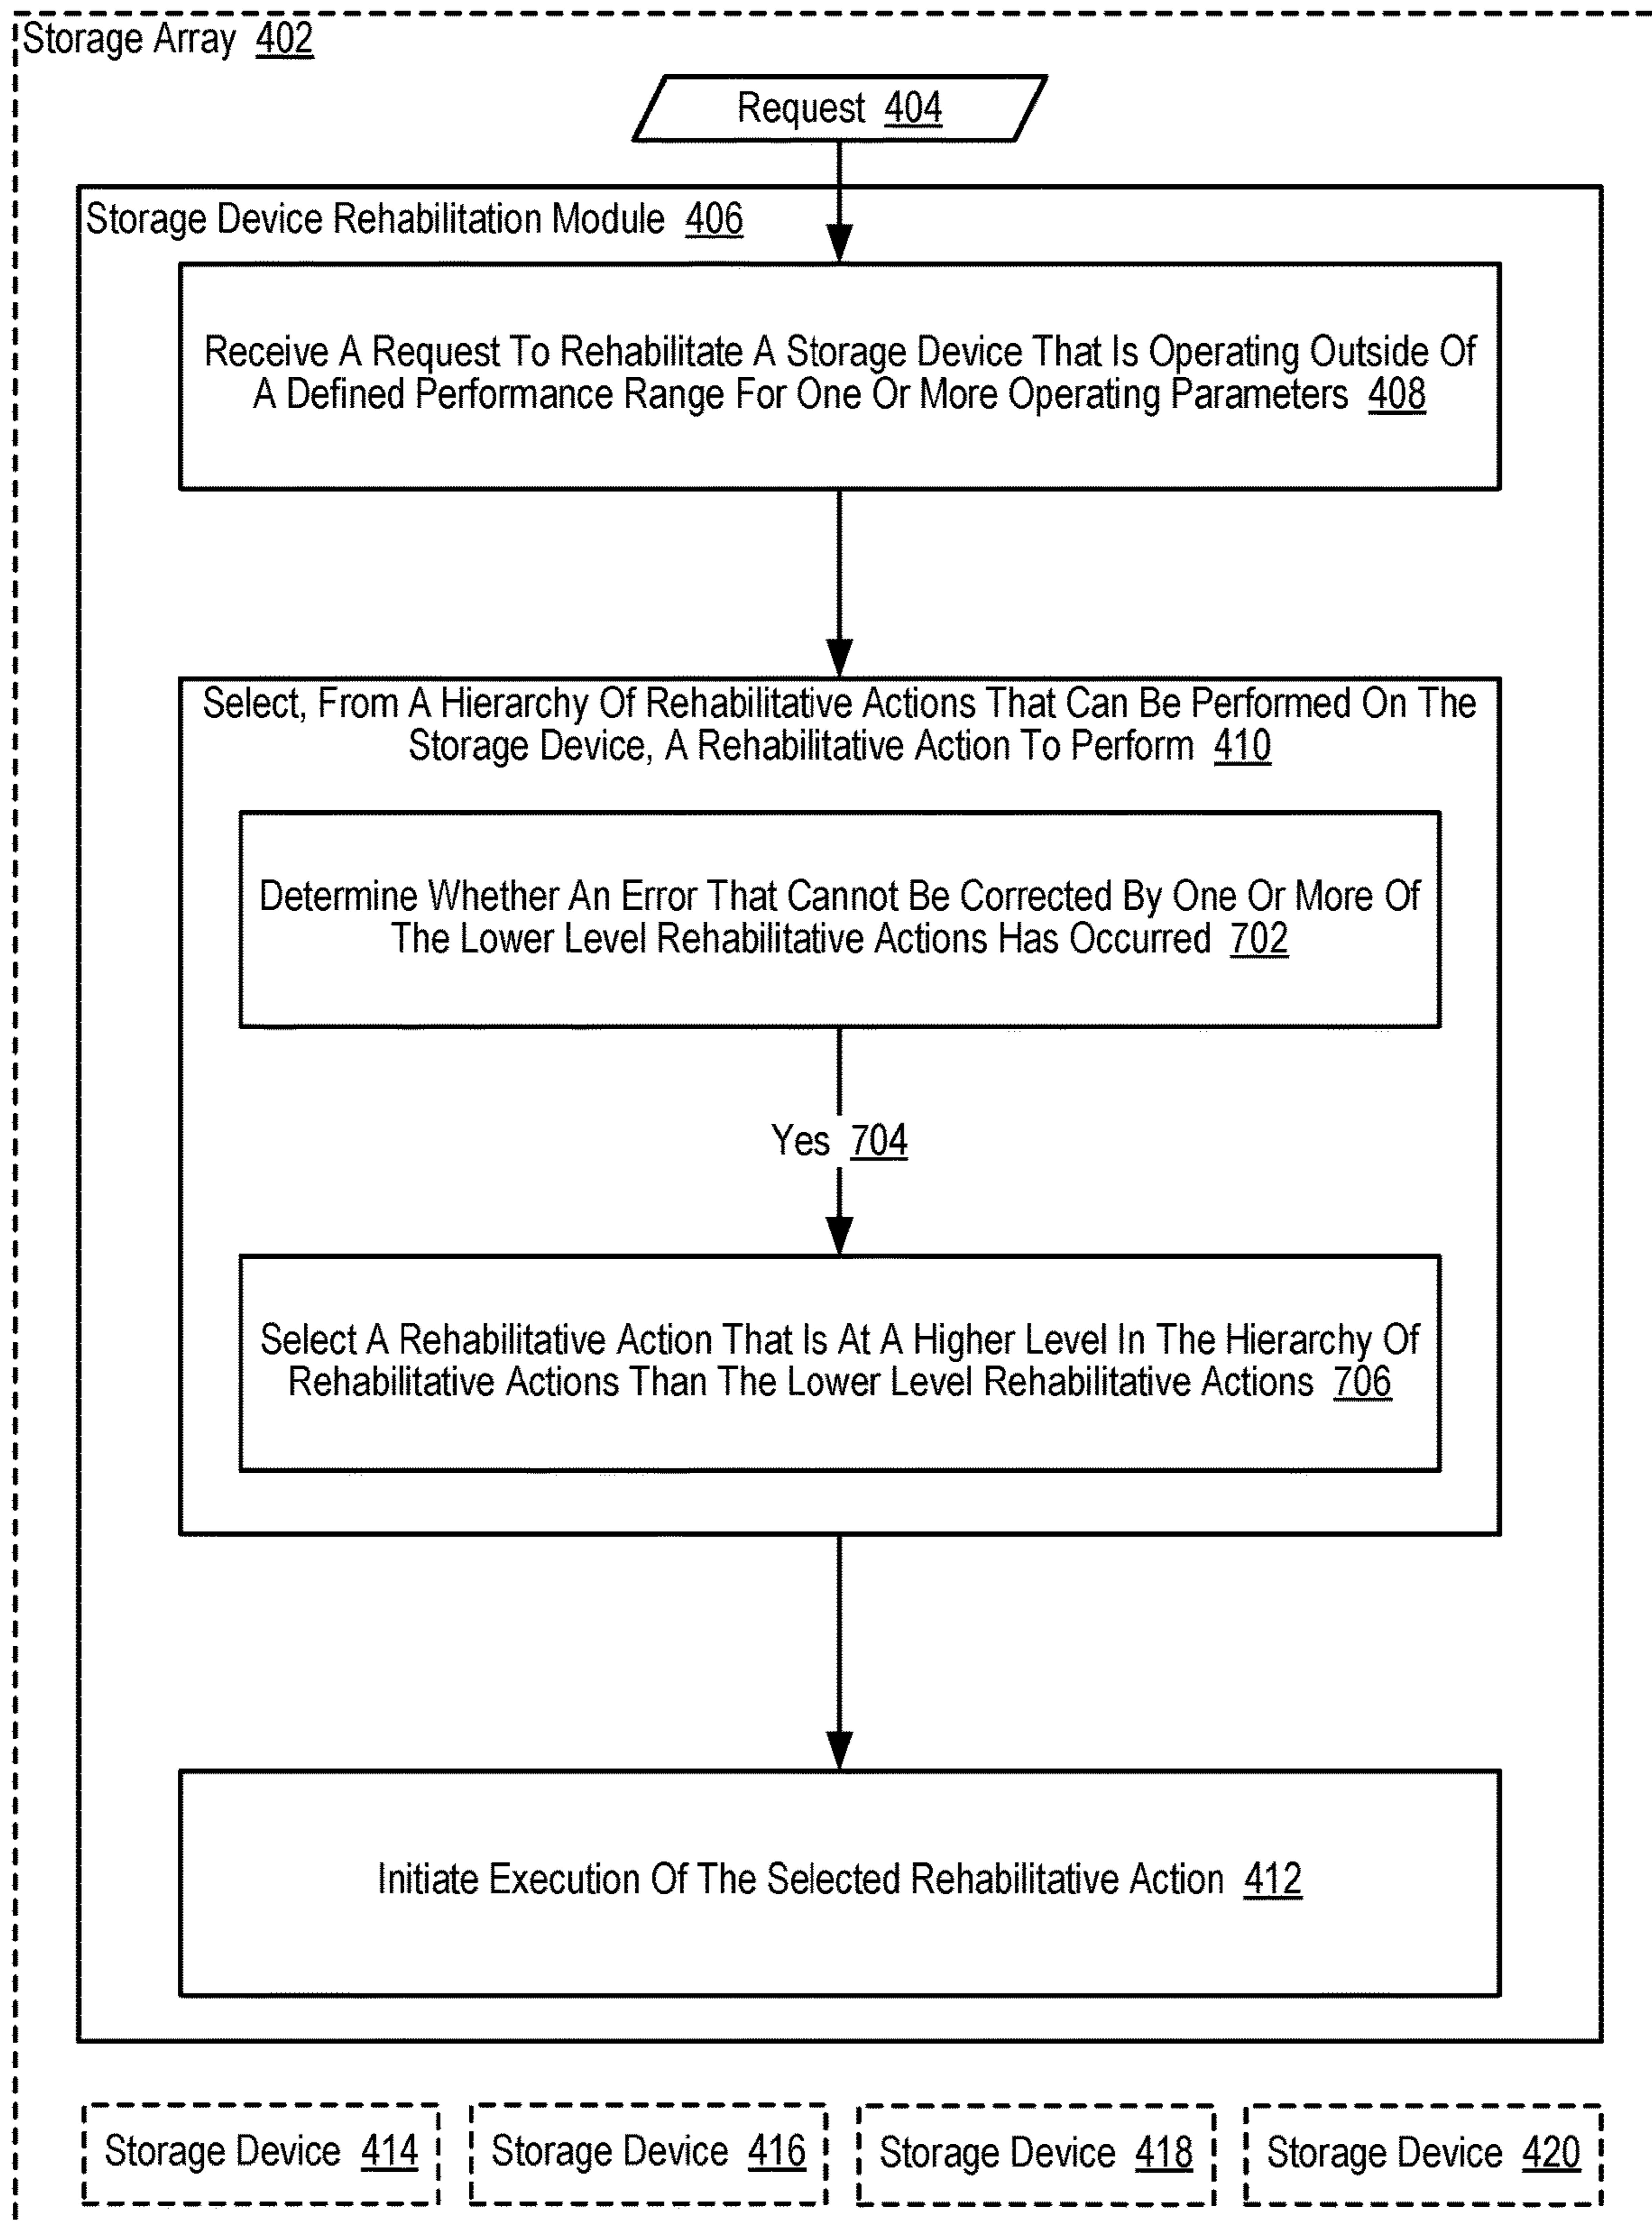 Storage Array 402
Request 404
Storage Device Rehabilitation Module 406
Receive A Request To Rehabilitate A Storage Device That Is Operating Outside Of
A Defined Performance Range For One Or More Operating Parameters 408
Select, From A Hierarchy Of Rehabilitative Actions That Can Be Performed On The
Storage Device, A Rehabilitative Action To Perform 410
Determine Whether An Error That Cannot Be Corrected By One Or More Of
The Lower Level Rehabilitative Actions Has Occurred 702
Yes 704
Select A Rehabilitative Action That Is At A Higher Level In The Hierarchy Of
Rehabilitative Actions Than The Lower Level Rehabilitative Actions 706
Initiate Execution Of The Selected Rehabilitative Action 412
Storage Device 414
Storage Device 416
Storage Device 418
Storage Device 420